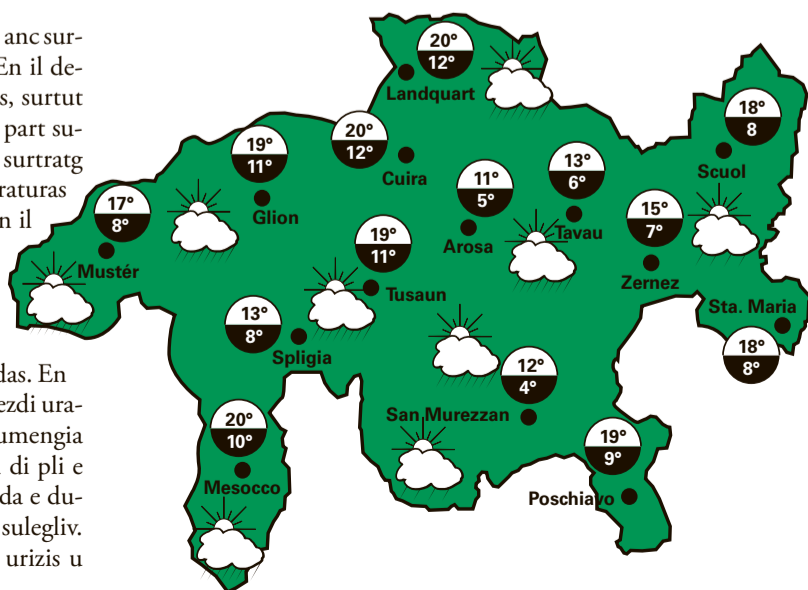 anc sur-
En il de-
s, surtut
part su-
surtratg
raturas
n il
das. En
ezdi ura-
umengia
di pli e
da e du-
sulegliv.
urizis u
20°
12°
Landquart
18°
8
Scuol
20°
12°
Cuira
19°
11°
Glion
13°
6°
Tavau
11°
5°
Arosa
17°
8°
Mustér
15°
7°
Zernez
19°
11°
Tusaun
Sta. Maria
18°
8°
13°
8°
Spligia
12°
4°
San Murezzan
20°
10°
Mesocco
19°
9°
Poschiavo